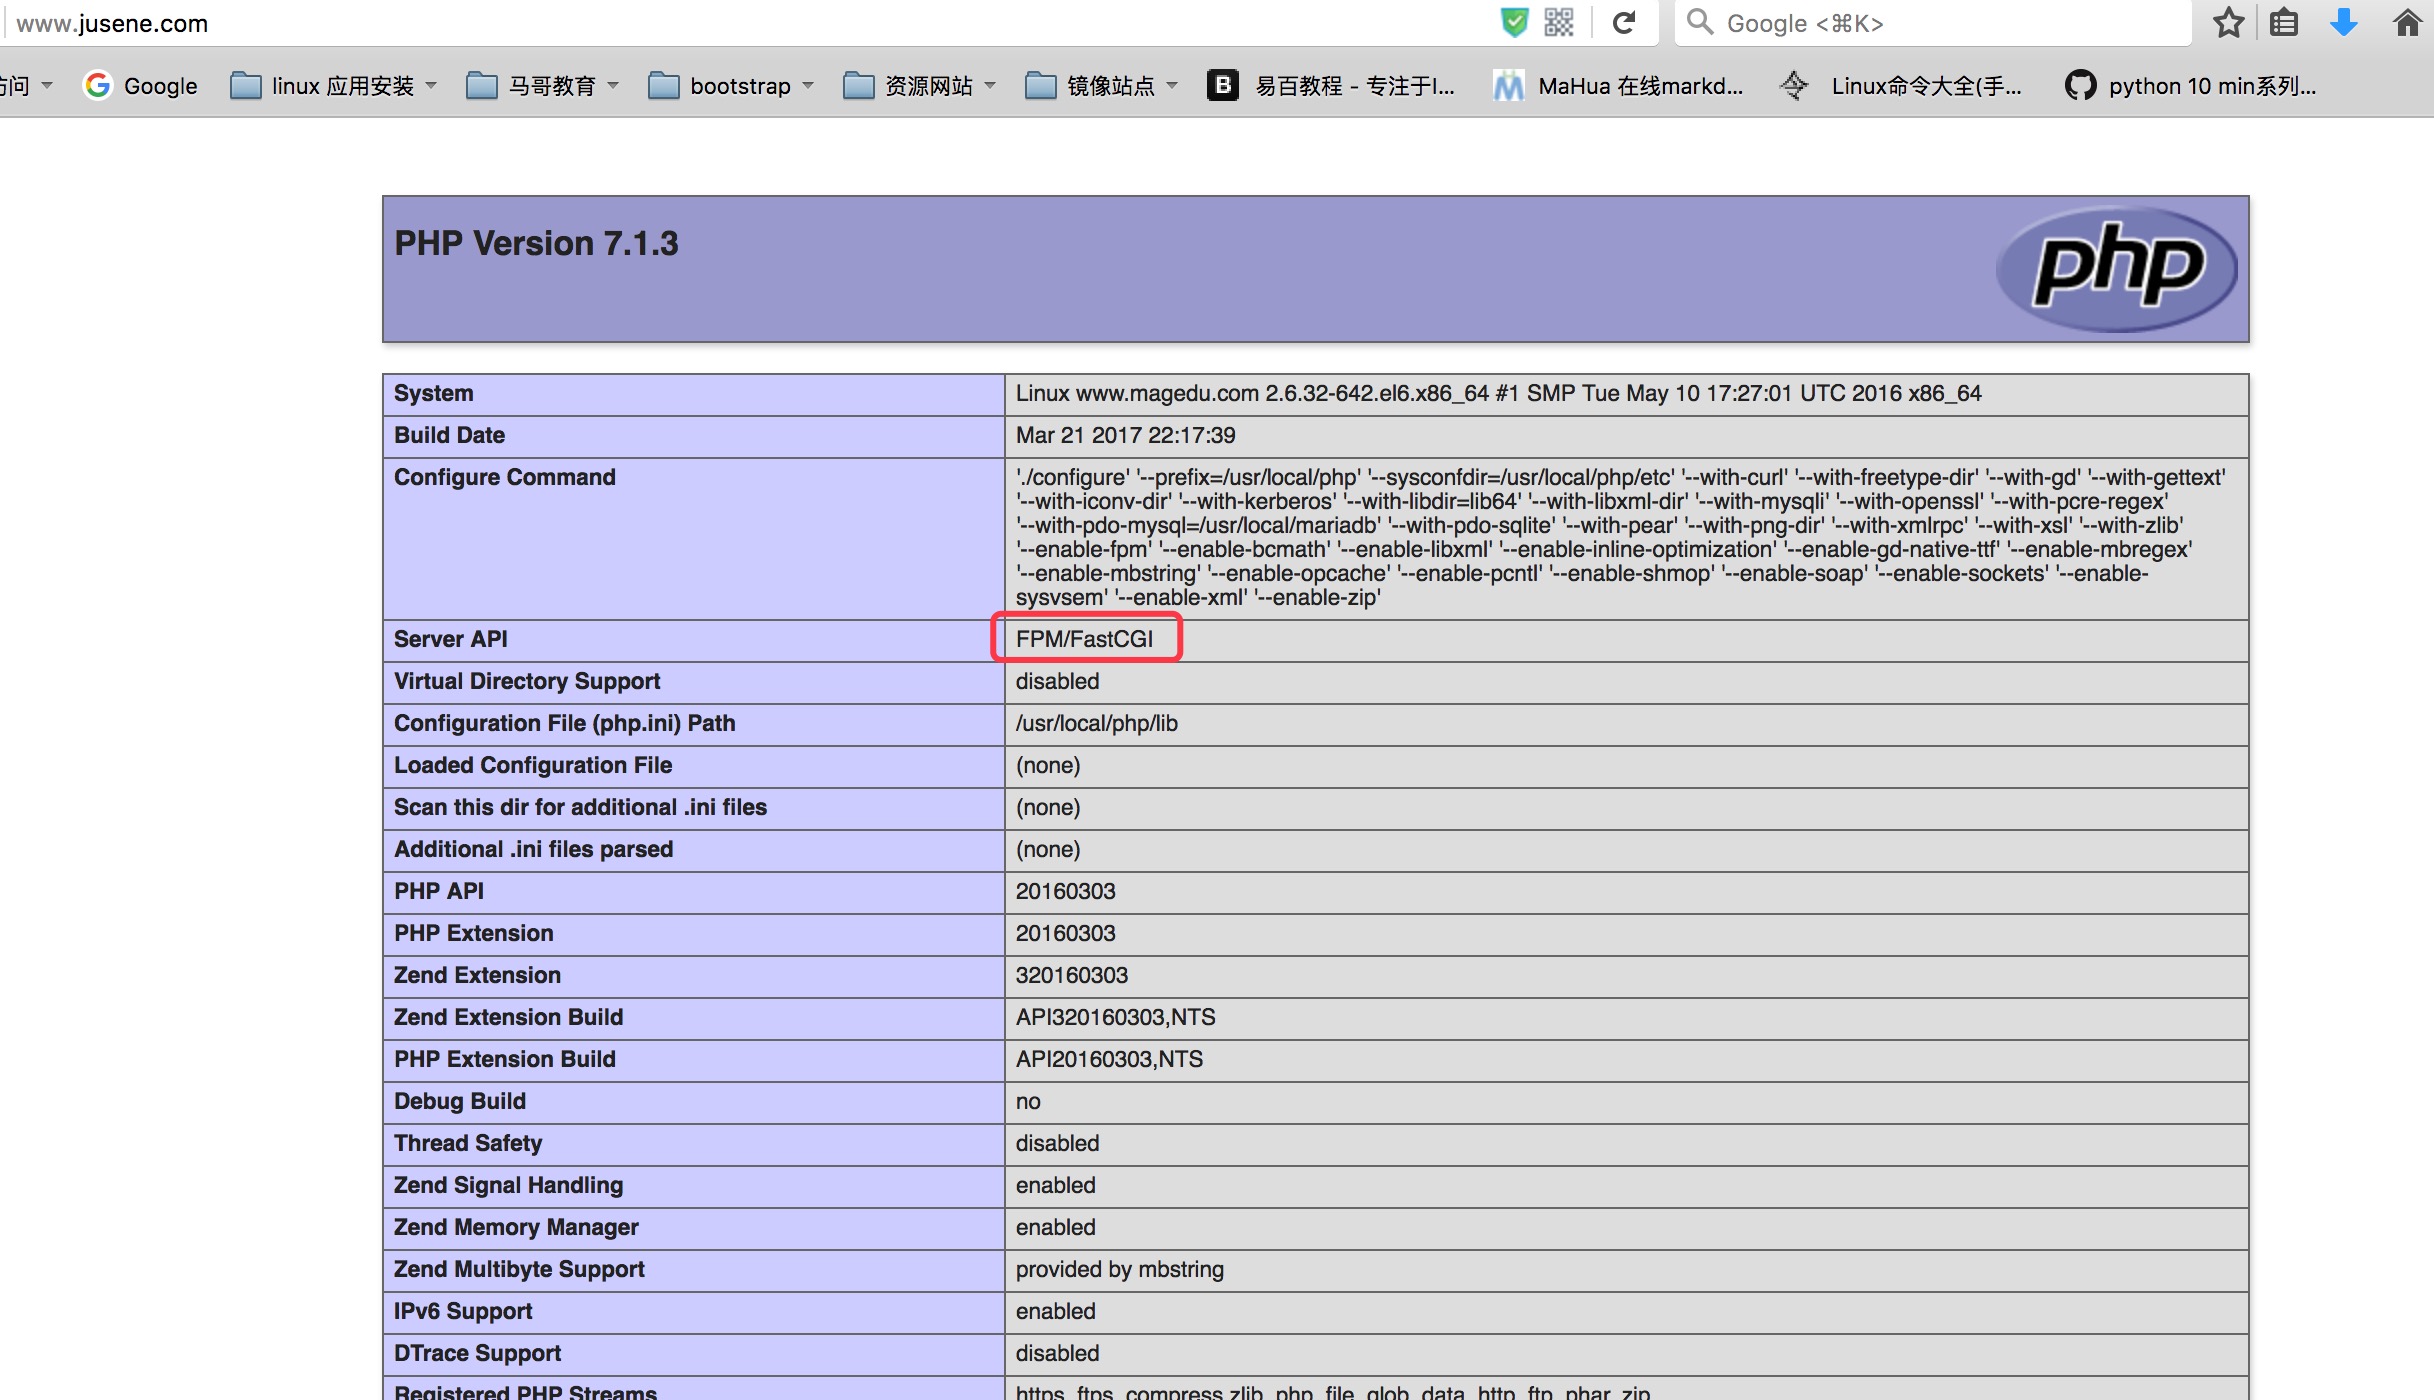 www.jusene.com
Google <⌘K>
访问
Google
linux 应用安装
马哥教育
bootstrap
资源网站
镜像站点
易百教程 - 专注于I...
MaHua 在线markd...
Linux命令大全(手...
python 10 min系列...
PHP Version 7.1.3
php
System
Linux www.magedu.com 2.6.32-642.el6.x86_64 #1 SMP Tue May 10 17:27:01 UTC 2016 x86_64
Build Date
Mar 21 2017 22:17:39
Configure Command
'./configure' '--prefix=/usr/local/php' '--sysconfdir=/usr/local/php/etc' '--with-curl' '--with-freetype-dir' '--with-gd' '--with-gettext'
'--with-iconv-dir' '--with-kerberos' '--with-libdir=lib64' '--with-libxml-dir' '--with-mysqli' '--with-openssl' '--with-pcre-regex'
'--with-pdo-mysql=/usr/local/mariadb' '--with-pdo-sqlite' '--with-pear' '--with-png-dir' '--with-xmlrpc' '--with-xsl' '--with-zlib'
'--enable-fpm' '--enable-bcmath' '--enable-libxml' '--enable-inline-optimization' '--enable-gd-native-ttf' '--enable-mbregex'
'--enable-mbstring' '--enable-opcache' '--enable-pcntl' '--enable-shmop' '--enable-soap' '--enable-sockets' '--enable-
sysvsem' '--enable-xml' '--enable-zip'
Server API
FPM/FastCGI
Virtual Directory Support
disabled
Configuration File (php.ini) Path
/usr/local/php/lib
Loaded Configuration File
(none)
Scan this dir for additional .ini files
(none)
Additional .ini files parsed
(none)
PHP API
20160303
PHP Extension
20160303
Zend Extension
320160303
Zend Extension Build
API320160303,NTS
PHP Extension Build
API20160303,NTS
Debug Build
no
Thread Safety
disabled
Zend Signal Handling
enabled
Zend Memory Manager
enabled
Zend Multibyte Support
provided by mbstring
IPv6 Support
enabled
DTrace Support
disabled
Registered PHP Streams
https, ftps, compress.zlib, php, file, glob, data, http, ftp, phar, zip